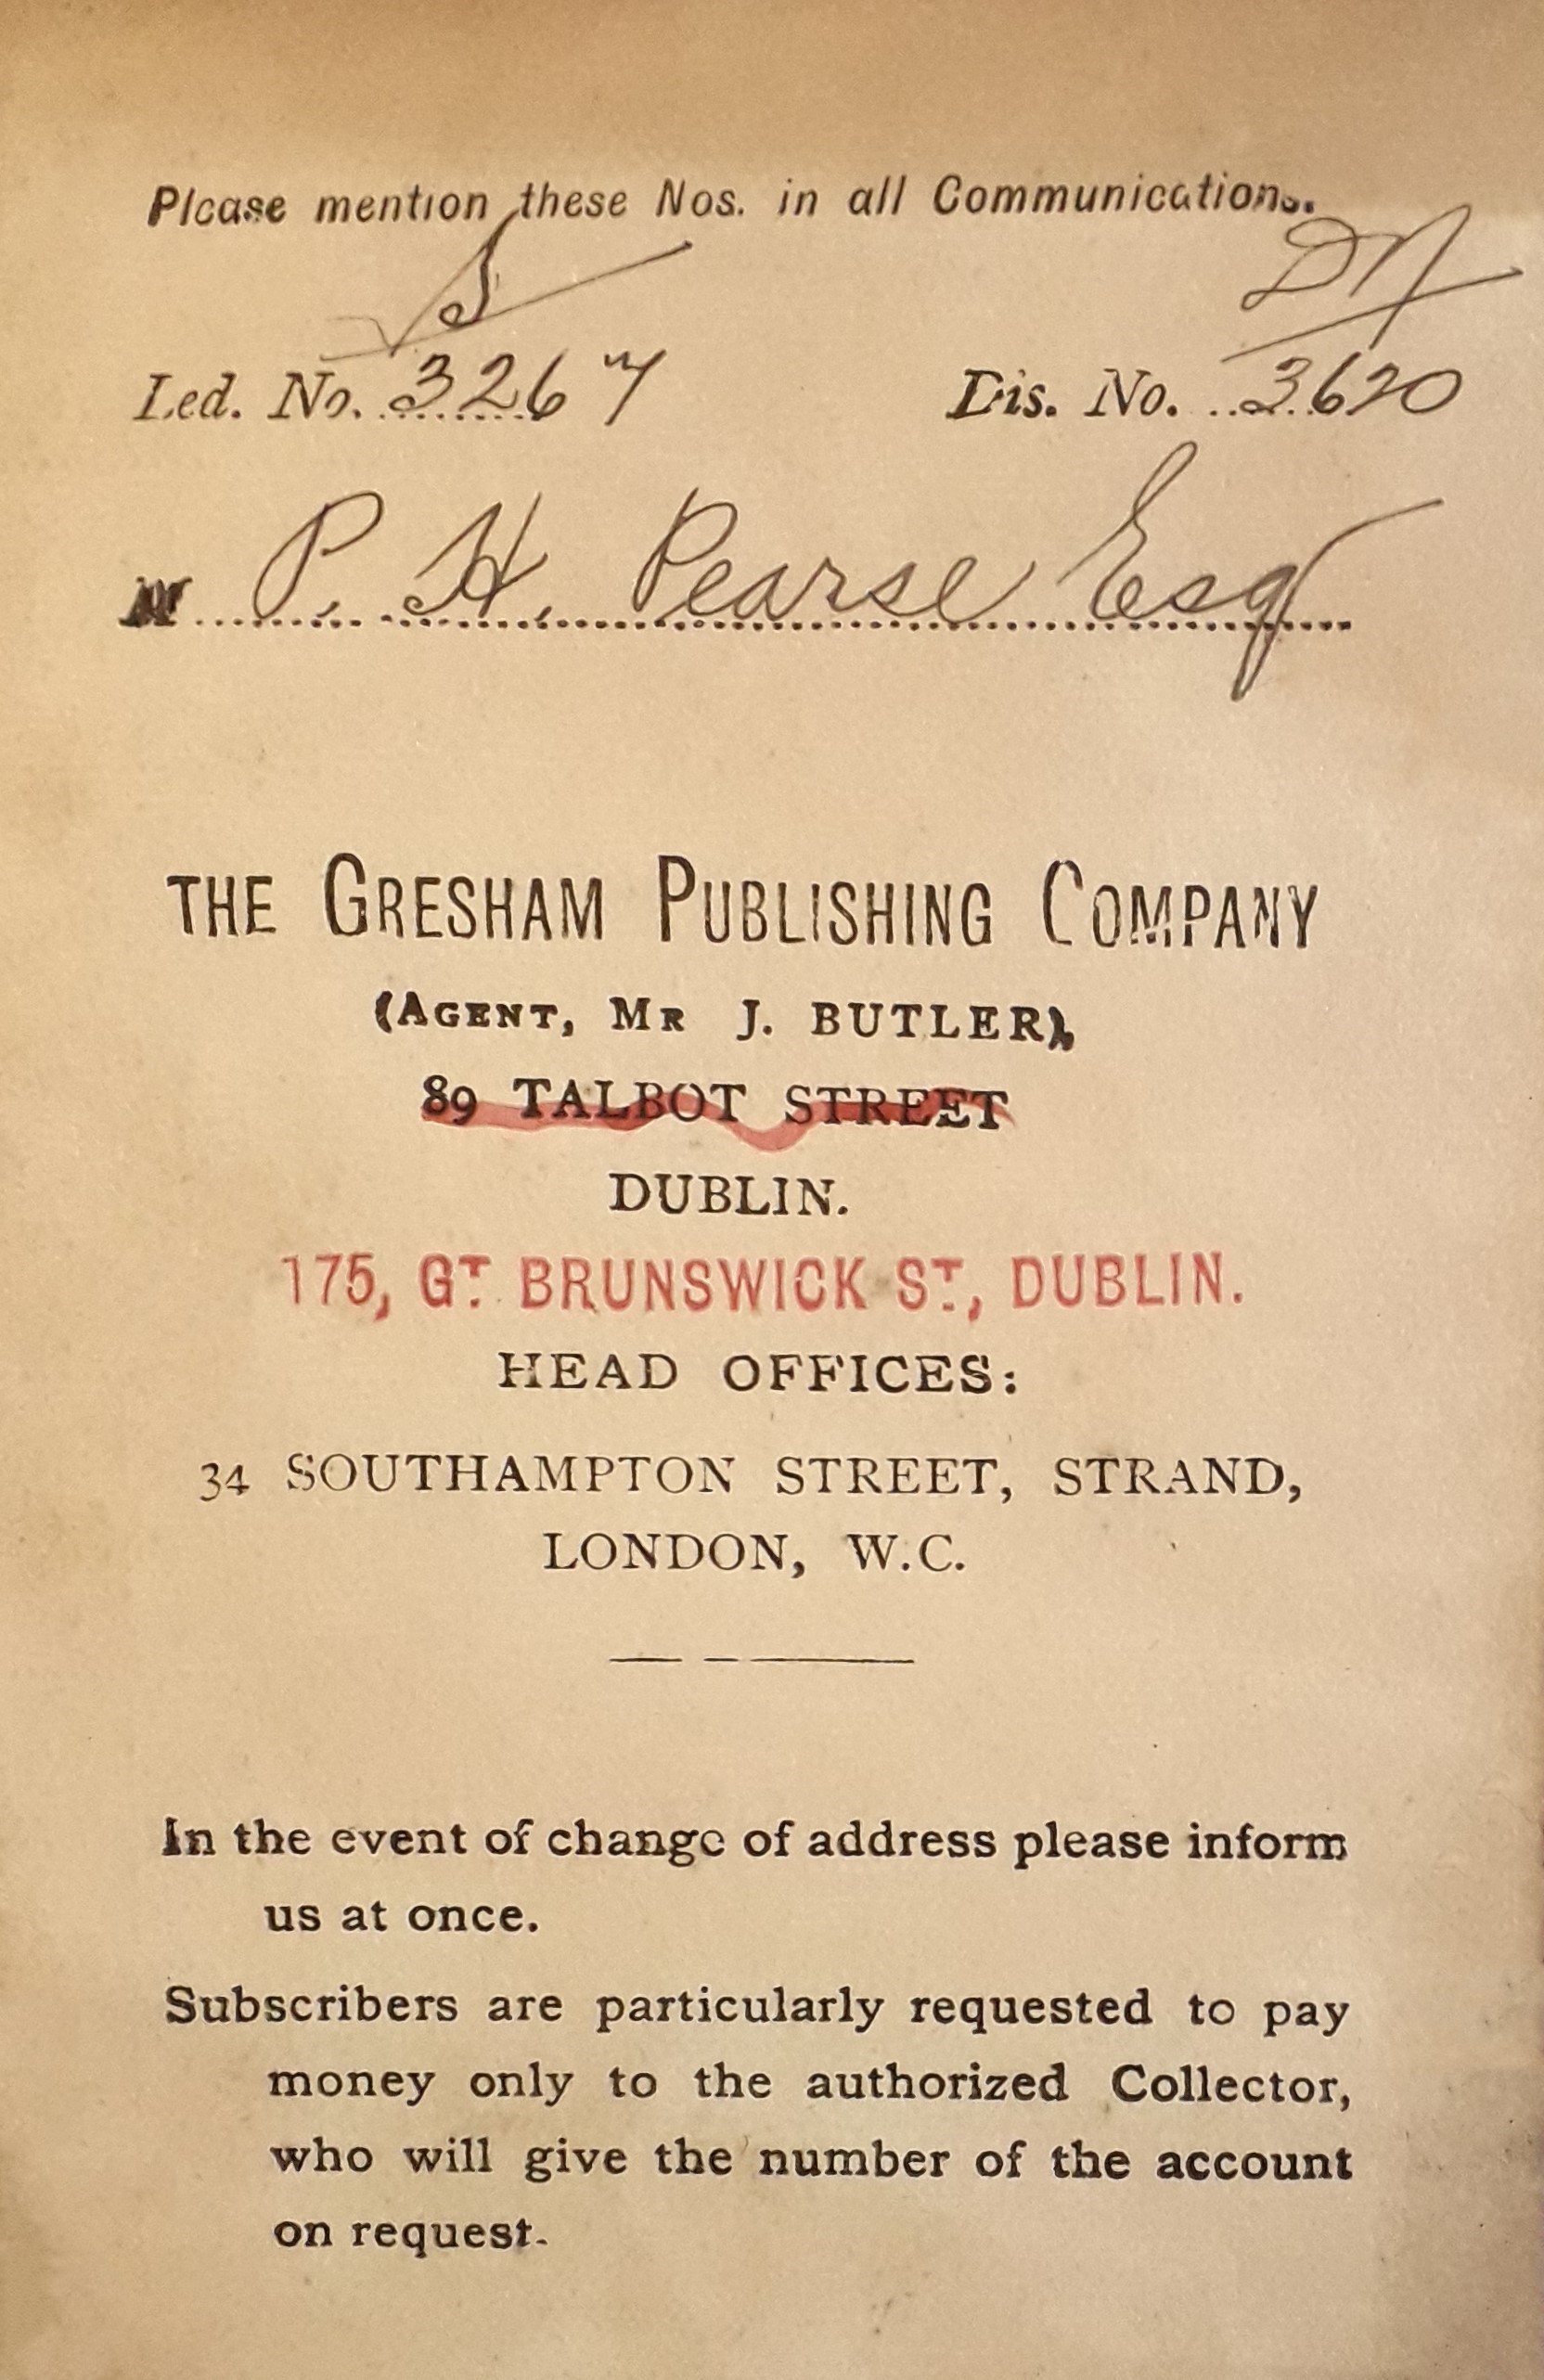 Please mention these Nos. in all Communications.
S DN
Led. No. 3267 Dis. No. 3620
M P. H. Pearse Esq
THE GRESHAM PUBLISHING COMPANY
(AGENT, MR J. BUTLER),
89 TALBOT STREET
DUBLIN.
175, GT. BRUNSWICK ST., DUBLIN.
HEAD OFFICES:
34 SOUTHAMPTON STREET, STRAND,
LONDON, W.C.
In the event of change of address please inform
us at once.
Subscribers are particularly requested to pay
money only to the authorized Collector,
who will give the number of the account
on request.